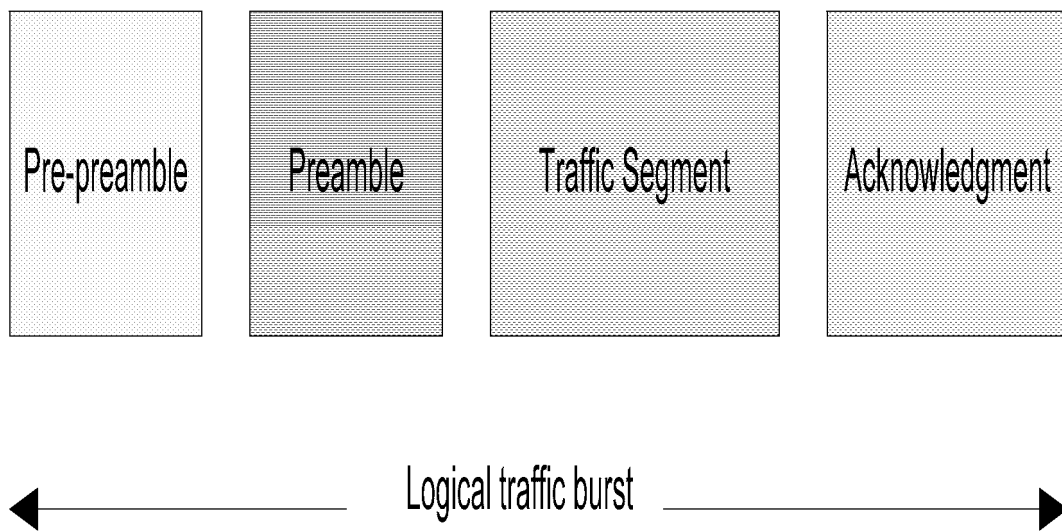 Pre-preamble
Preamble
Traffic Segment
Acknowledgment
Logical traffic burst